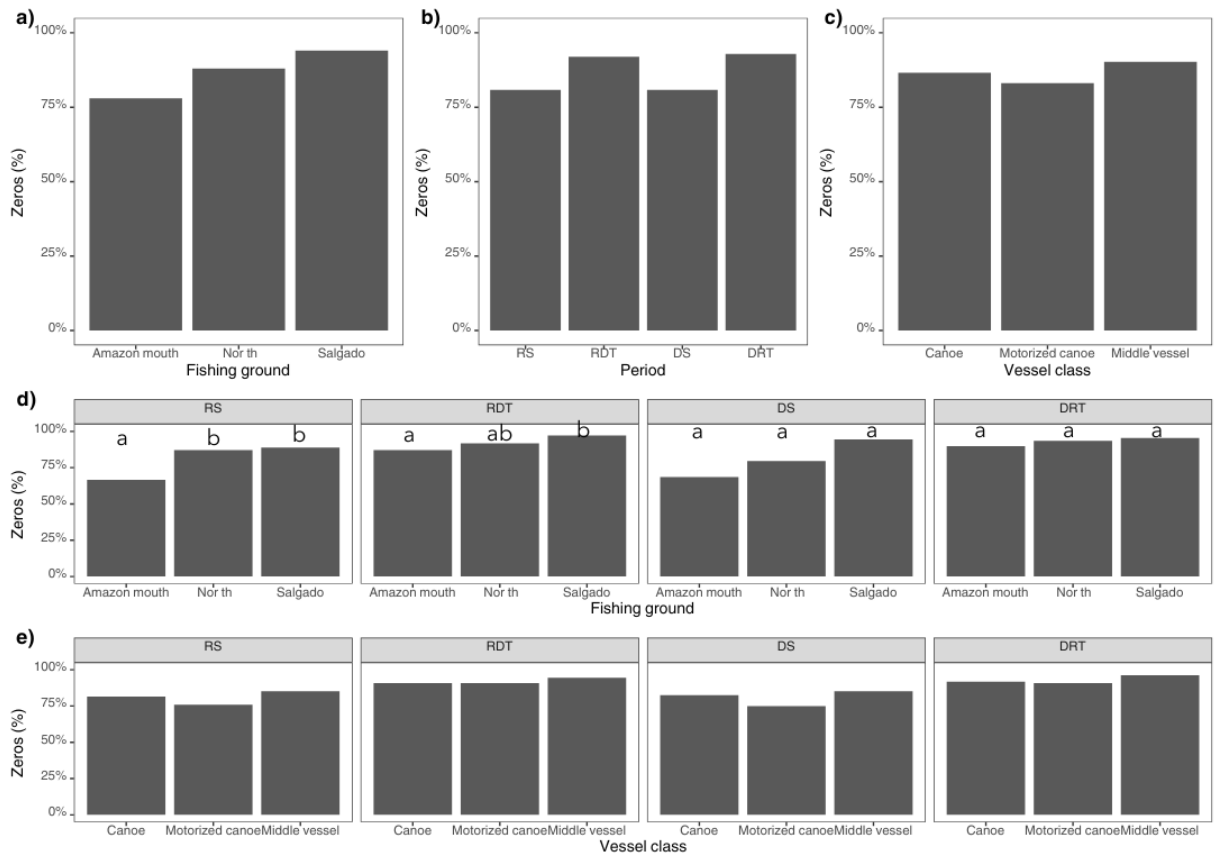 a)
100%
75%
50%
25%
0%
Zeros (%)
Amazon mouth Nor th Salgado
Fishing ground
b)
100%
75%
50%
25%
0%
Zeros (%)
RS RDT DS DRT
Period
c)
100%
75%
50%
25%
0%
Zeros (%)
Canoe Motorized canoe Middle vessel
Vessel class
d)
RS RDT DS DRT
100%
75%
50%
25%
0%
Zeros (%)
a b b a ab b a a a a a a
Amazon mouth Nor th Salgado Amazon mouth Nor th Salgado Amazon mouth Nor th Salgado Amazon mouth Nor th Salgado
Fishing ground
e)
RS RDT DS DRT
100%
75%
50%
25%
0%
Zeros (%)
Canoe Motorized canoe Middle vessel Canoe Motorized canoe Middle vessel Canoe Motorized canoe Middle vessel Canoe Motorized canoe Middle vessel
Vessel class